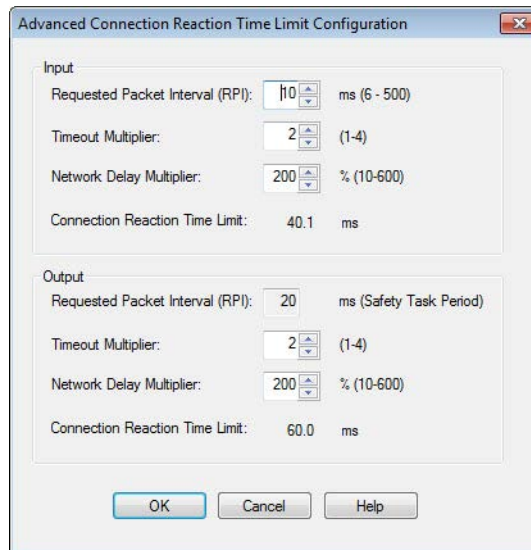 Advanced Connection Reaction Time Limit Configuration
Input
Requested Packet Interval (RPI): 10 ms (6 - 500)
Timeout Multiplier: 2 (1-4)
Network Delay Multiplier: 200 % (10-600)
Connection Reaction Time Limit: 40.1 ms
Output
Requested Packet Interval (RPI): 20 ms (Safety Task Period)
Timeout Multiplier: 2 (1-4)
Network Delay Multiplier: 200 % (10-600)
Connection Reaction Time Limit: 60.0 ms
OK Cancel Help